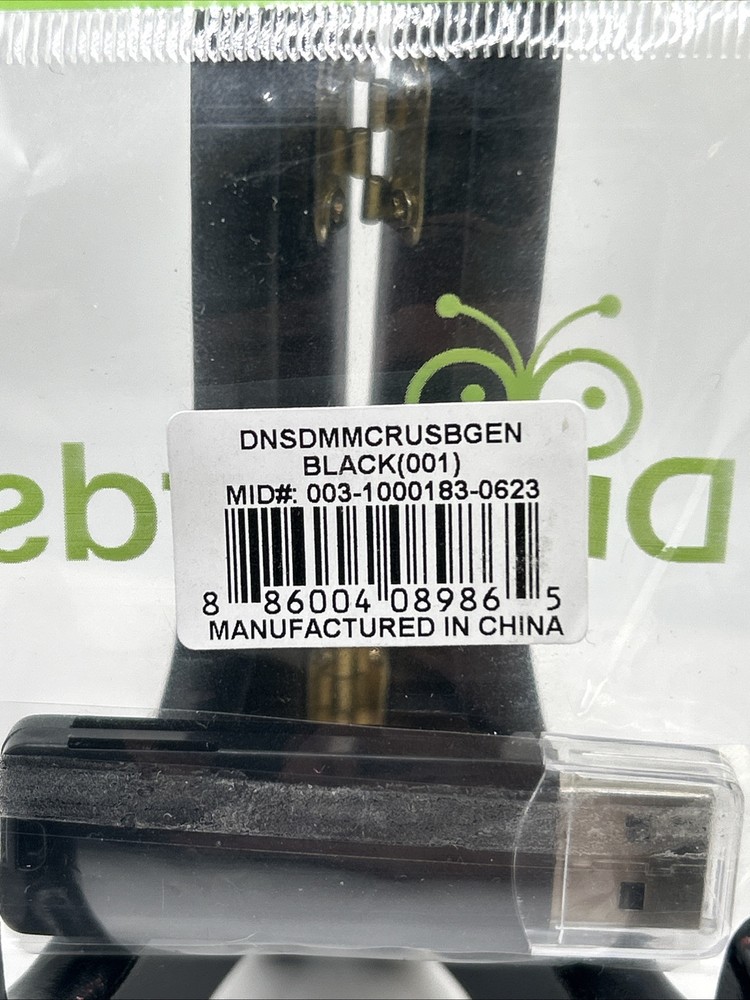 DNSDMMCRUSBGEN
BLACK(001)
MID#: 003-1000183-0623
8 86004 08986 5
MANUFACTURED IN CHINA